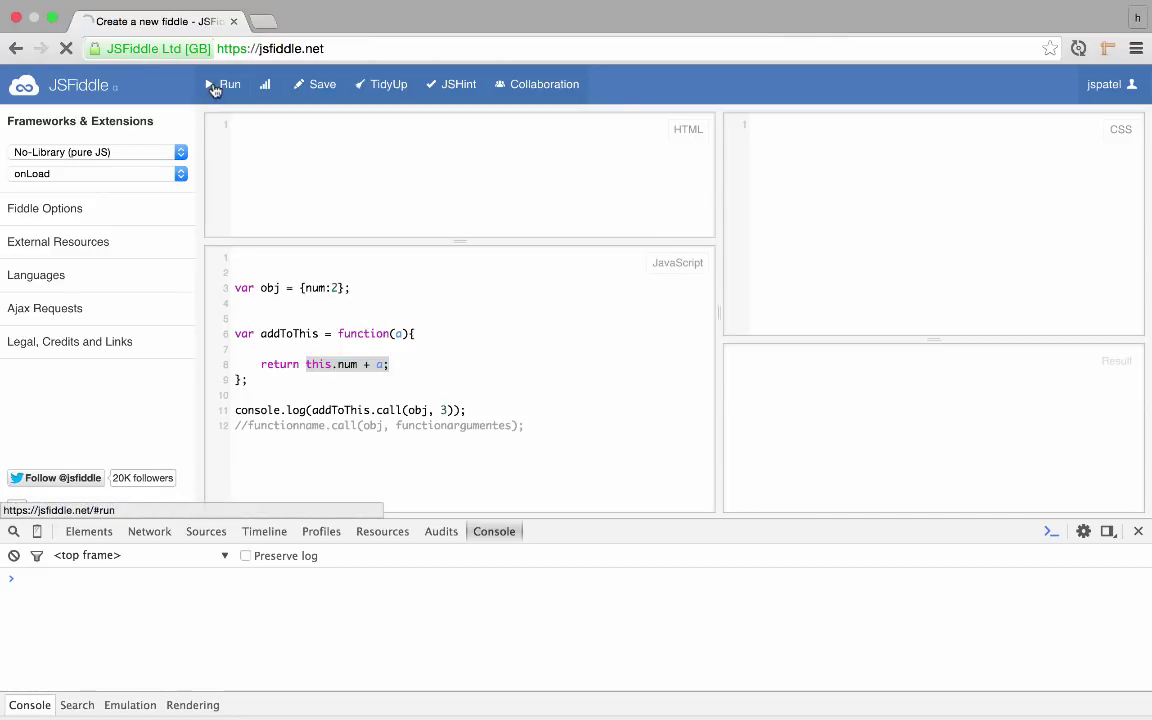 Create a new fiddle - JSFi
h
JSFiddle Ltd [GB] https://jsfiddle.net
JSFiddle α
Run
Save
TidyUp
JSHint
Collaboration
jspatel
Frameworks & Extensions
No-Library (pure JS)
onLoad
Fiddle Options
External Resources
Languages
Ajax Requests
Legal, Credits and Links
Follow @jsfiddle
20K followers
https://jsfiddle.net/#run
1
HTML
1
CSS
JavaScript
1
2
3 var obj = {num:2};
4
5
6 var addToThis = function(a){
7
8 return this.num + a;
9 };
10
11 console.log(addToThis.call(obj, 3));
12 //functionname.call(obj, functionargumentes);
Result
Elements Network Sources Timeline Profiles Resources Audits Console
<top frame> Preserve log
Console Search Emulation Rendering